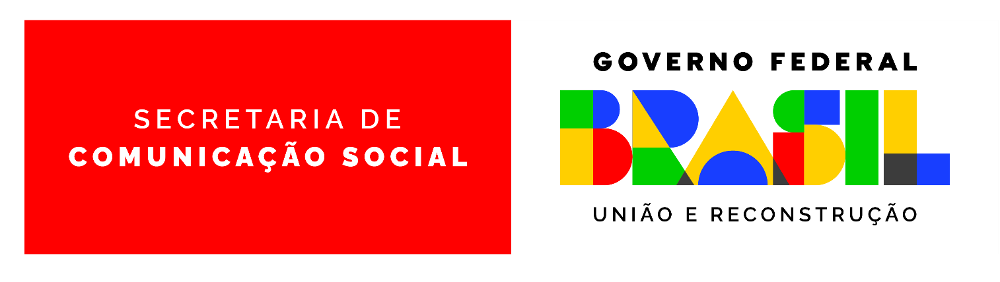 SECRETARIA DE
COMUNICAÇÃO SOCIAL
GOVERNO FEDERAL
BRASIL
UNIÃO E RECONSTRUÇÃO